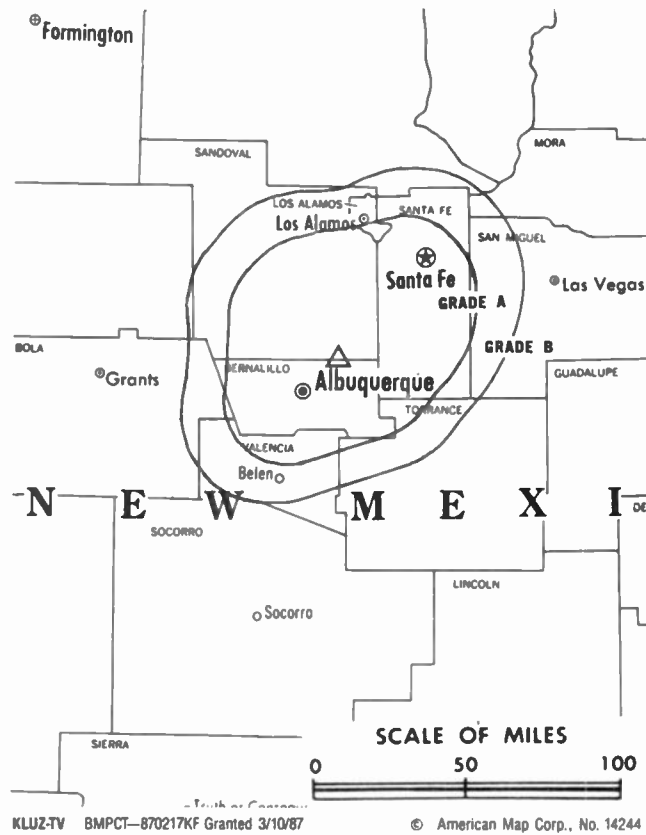 Formington
SANDOVAL
MORA
LOS ALAMOS
Los Alamos
SANTA FE
SAN MIGUEL
Santa Fe
Las Vegas
GRADE A
GRADE B
BOLA
Grants
BERNALILLO
GUADALUPE
Albuquerque
TORRANCE
VALENCIA
Belen
N E W M E X I
DE
SOCORRO
LINCOLN
Socorro
SIERRA
SCALE OF MILES
0 50 100
KLUZ-TV BMPCT—870217KF Granted 3/10/87
© American Map Corp., No. 14244